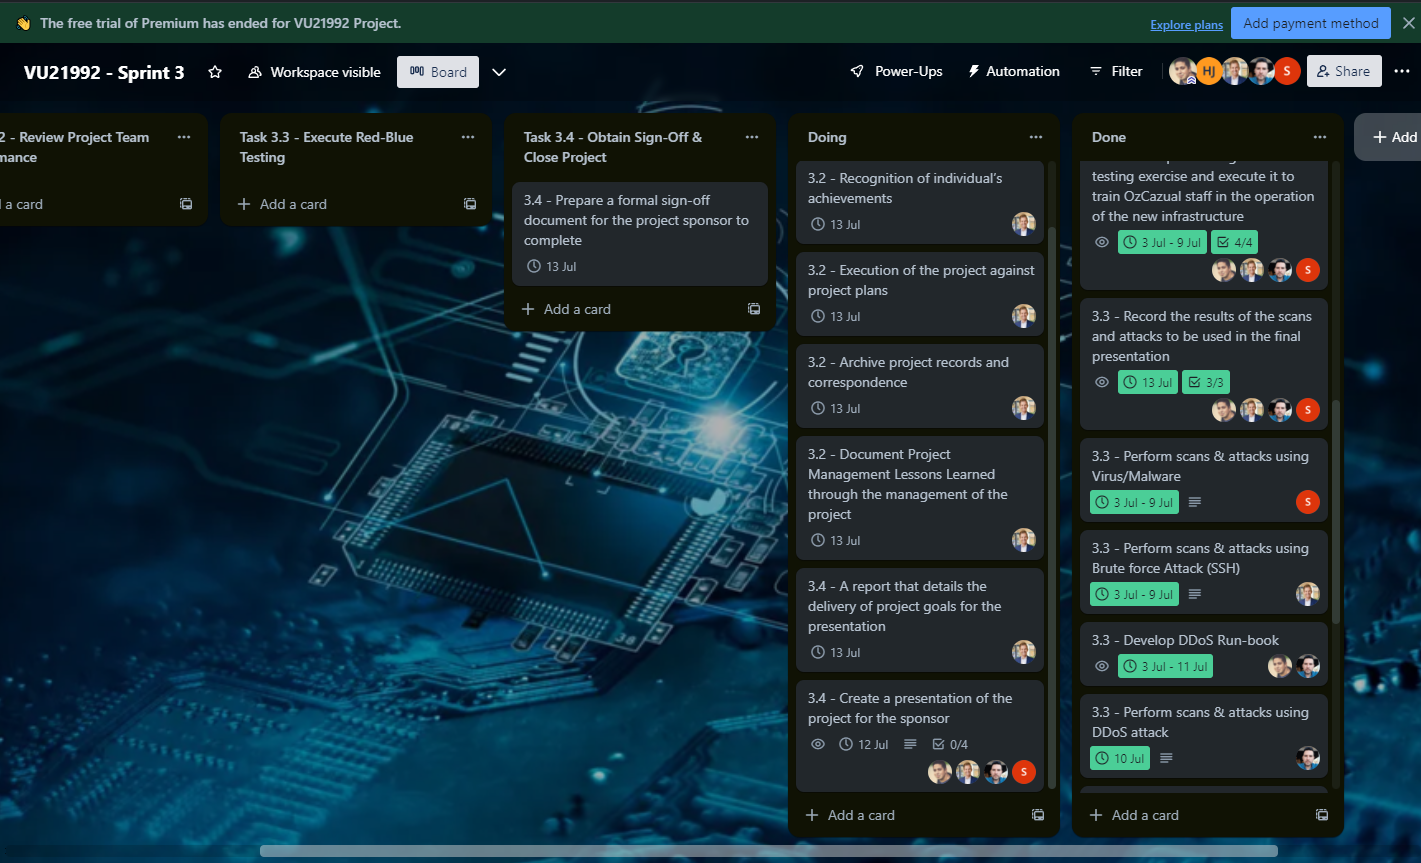 The free trial of Premium has ended for VU21992 Project.
Explore plans
Add payment method
VU21992 - Sprint 3
Workspace visible
Board
Power-Ups
Automation
Filter
HJ
S
Share
2 - Review Project Team
mance
d a card
Task 3.3 - Execute Red-Blue
Testing
Add a card
Task 3.4 - Obtain Sign-Off &
Close Project
3.4 - Prepare a formal sign-off
document for the project sponsor to
complete
13 Jul
Add a card
Doing
3.2 - Recognition of individual's
achievements
13 Jul
3.2 - Execution of the project against
project plans
13 Jul
3.2 - Archive project records and
correspondence
13 Jul
3.2 - Document Project
Management Lessons Learned
through the management of the
project
13 Jul
3.4 - A report that details the
delivery of project goals for the
presentation
13 Jul
3.4 - Create a presentation of the
project for the sponsor
12 Jul 0/4
S
Add a card
Done
testing exercise and execute it to
train OzCazual staff in the operation
of the new infrastructure
3 Jul - 9 Jul 4/4
S
3.3 - Record the results of the scans
and attacks to be used in the final
presentation
13 Jul 3/3
S
3.3 - Perform scans & attacks using
Virus/Malware
3 Jul - 9 Jul
S
3.3 - Perform scans & attacks using
Brute force Attack (SSH)
3 Jul - 9 Jul
3.3 - Develop DDoS Run-book
3 Jul - 11 Jul
3.3 - Perform scans & attacks using
DDoS attack
10 Jul
Add a card
Add